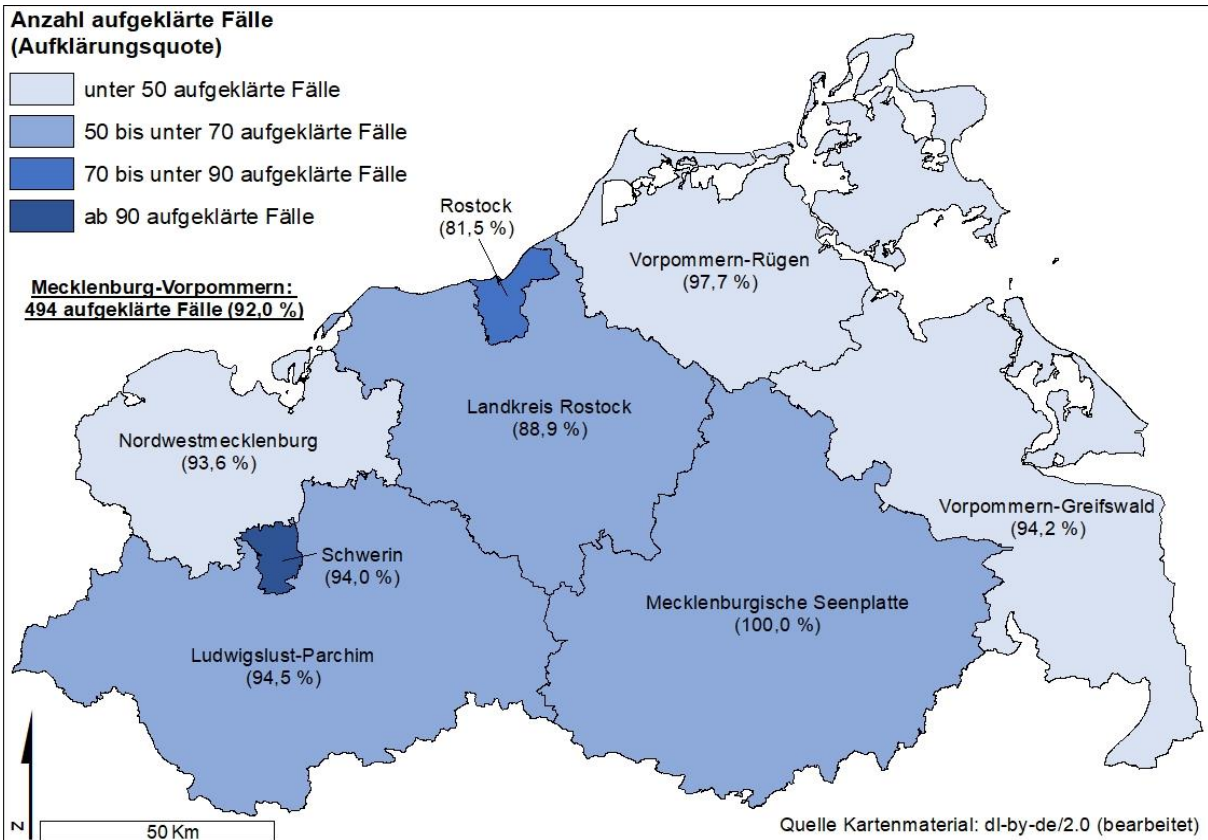 Anzahl aufgeklärte Fälle
(Aufklärungsquote)
unter 50 aufgeklärte Fälle
50 bis unter 70 aufgeklärte Fälle
70 bis unter 90 aufgeklärte Fälle
ab 90 aufgeklärte Fälle
Mecklenburg-Vorpommern:
494 aufgeklärte Fälle (92,0 %)
Rostock
(81,5 %)
Vorpommern-Rügen
(97,7 %)
Landkreis Rostock
(88,9 %)
Nordwestmecklenburg
(93,6 %)
Vorpommern-Greifswald
(94,2 %)
Schwerin
(94,0 %)
Mecklenburgische Seenplatte
(100,0 %)
Ludwigslust-Parchim
(94,5 %)
N
50 Km
Quelle Kartenmaterial: dl-by-de/2.0 (bearbeitet)